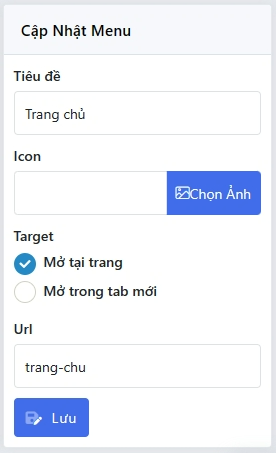 Cập Nhật Menu
Tiêu đề
Trang chủ
Icon
Chọn Ảnh
Target
Mở tại trang
Mở trong tab mới
Url
trang-chu
Lưu